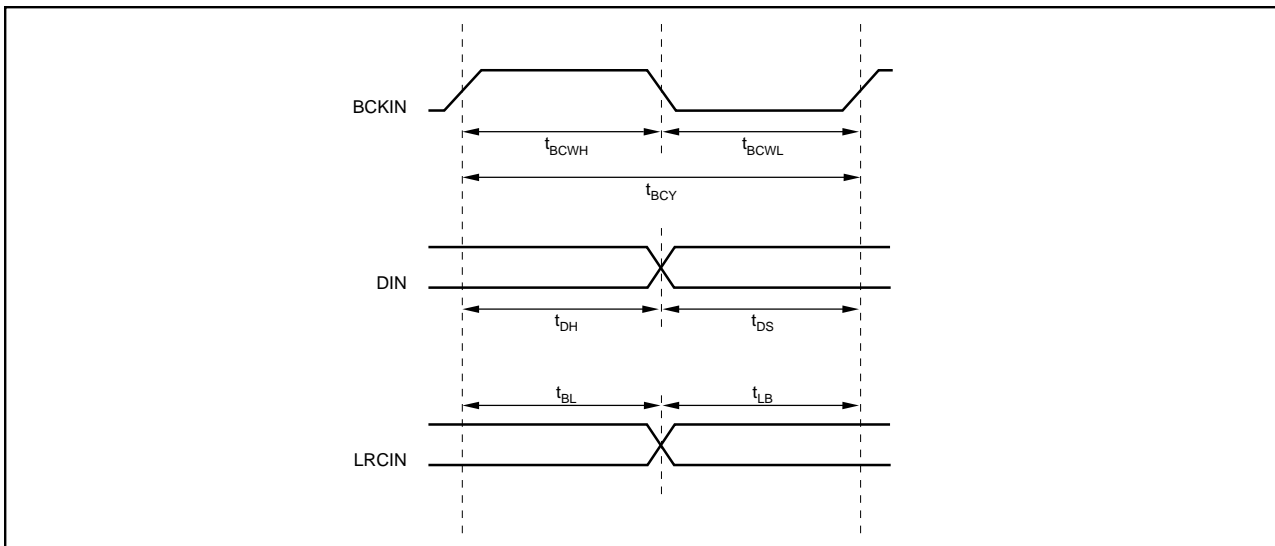 BCKIN
tBCWH tBCWL
tBCY
DIN
tDH tDS
tBL tLB
LRCIN